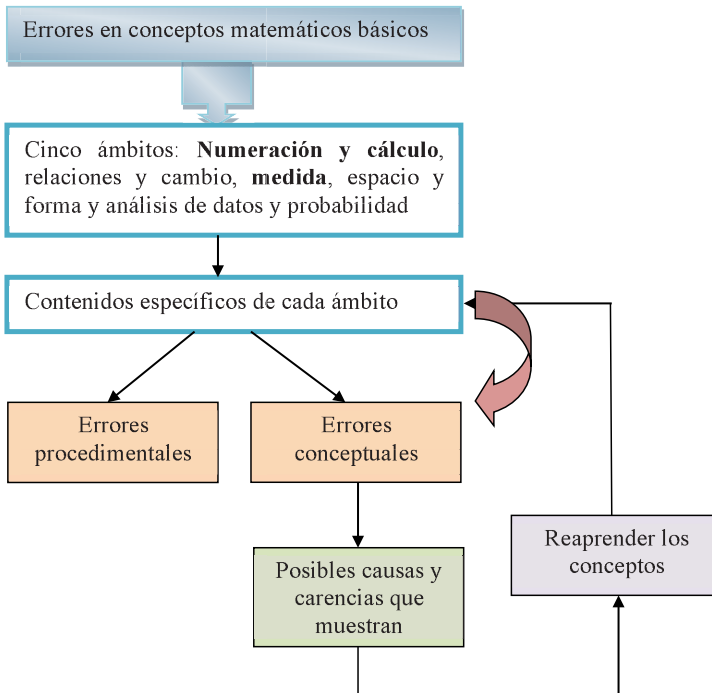 Errores en conceptos matemáticos básicos
Cinco ámbitos: Numeración y cálculo,
relaciones y cambio, medida, espacio y
forma y análisis de datos y probabilidad
Contenidos específicos de cada ámbito
Errores
procedimentales
Errores
conceptuales
Posibles causas y
carencias que
muestran
Reaprender los
conceptos